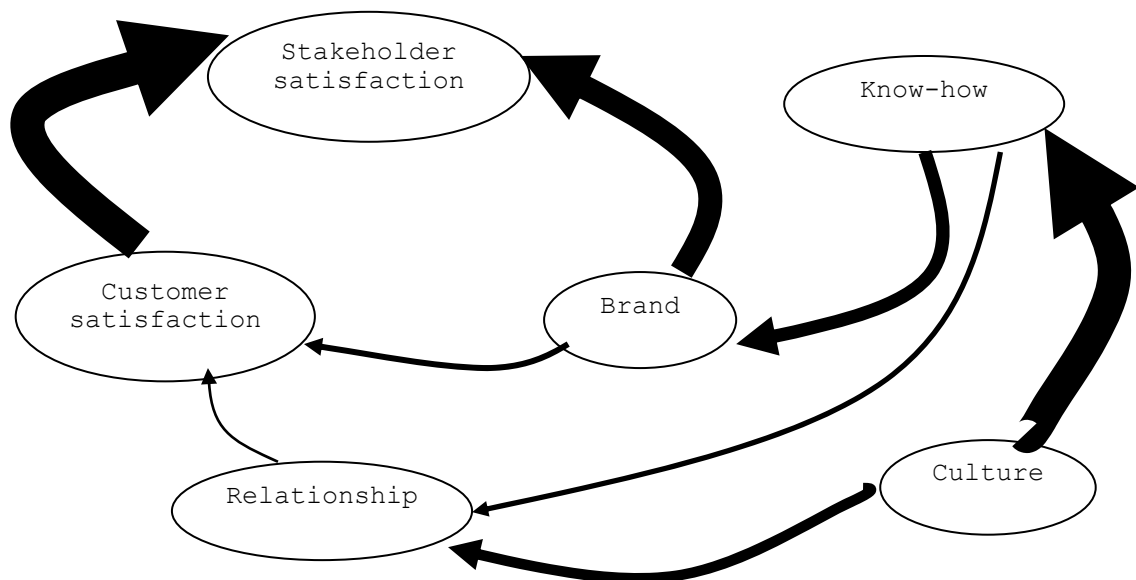 Stakeholder
satisfaction
Know-how
Customer
satisfaction
Brand
Relationship
Culture